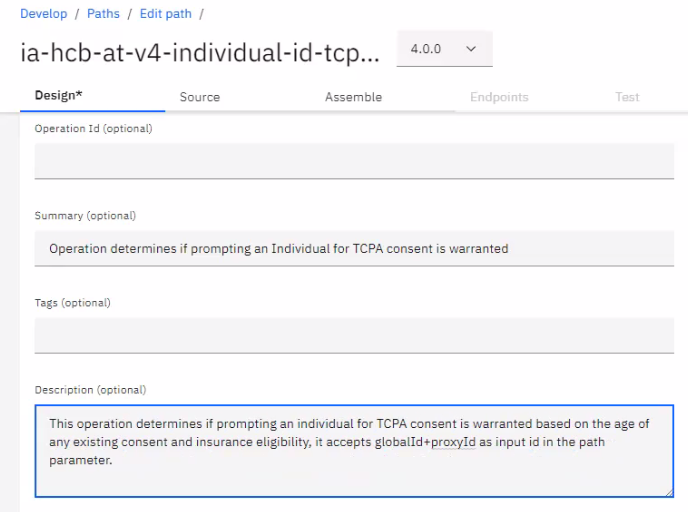 Develop / Paths / Edit path /
ia-hcb-at-v4-individual-id-tcp... 4.0.0
Design* Source Assemble Endpoints Test
Operation Id (optional)
Summary (optional)
Operation determines if prompting an Individual for TCPA consent is warranted
Tags (optional)
Description (optional)
This operation determines if prompting an individual for TCPA consent is warranted based on the age of
any existing consent and insurance eligibility, it accepts globalId+proxyId as input id in the path
parameter.